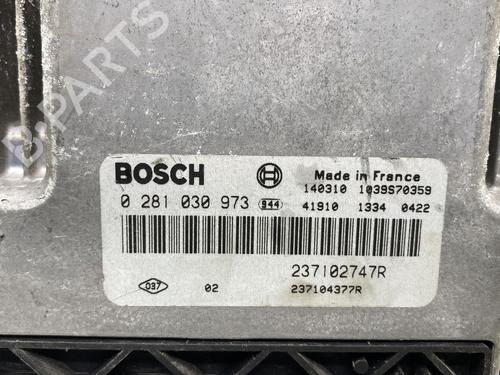 B-PARTS
BOSCH
Made in France
140310 1039S70359
0 281 030 973 944 41910 1334 0422
237102747R
037 02 237104377R